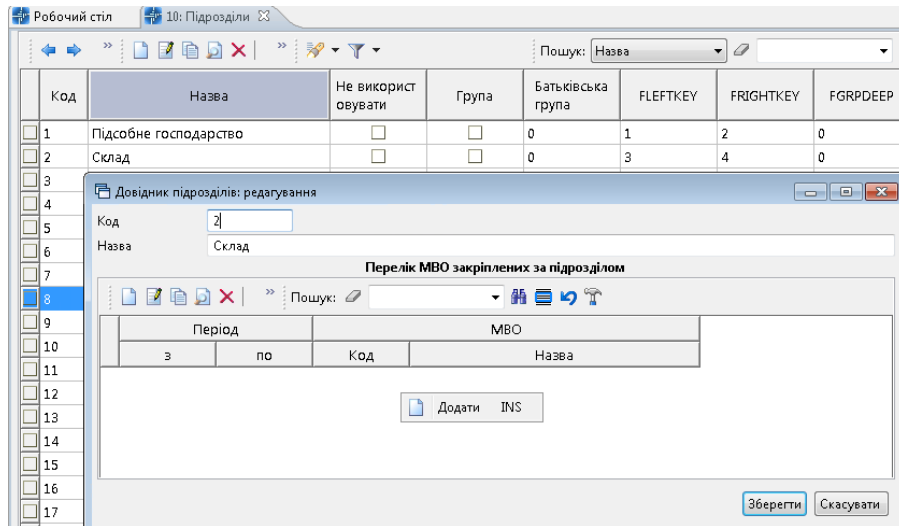 Робочий стіл 10: Підрозділи
Пошук: Назва
Код Назва Не використ овувати Група Батьківська група FLEFTKEY FRIGHTKEY FGRPDEEP
1 Підсобне господарство 0 1 2 0
2 Склад 0 3 4 0
3
4
5
6
7
8
9
10
11
12
13
14
15
16
17
Довідник підрозділів: редагування
Код 2
Назва Склад
Перелік МВО закріплених за підрозділом
Пошук:
Період МВО
з по Код Назва
Додати INS
Зберегти Скасувати